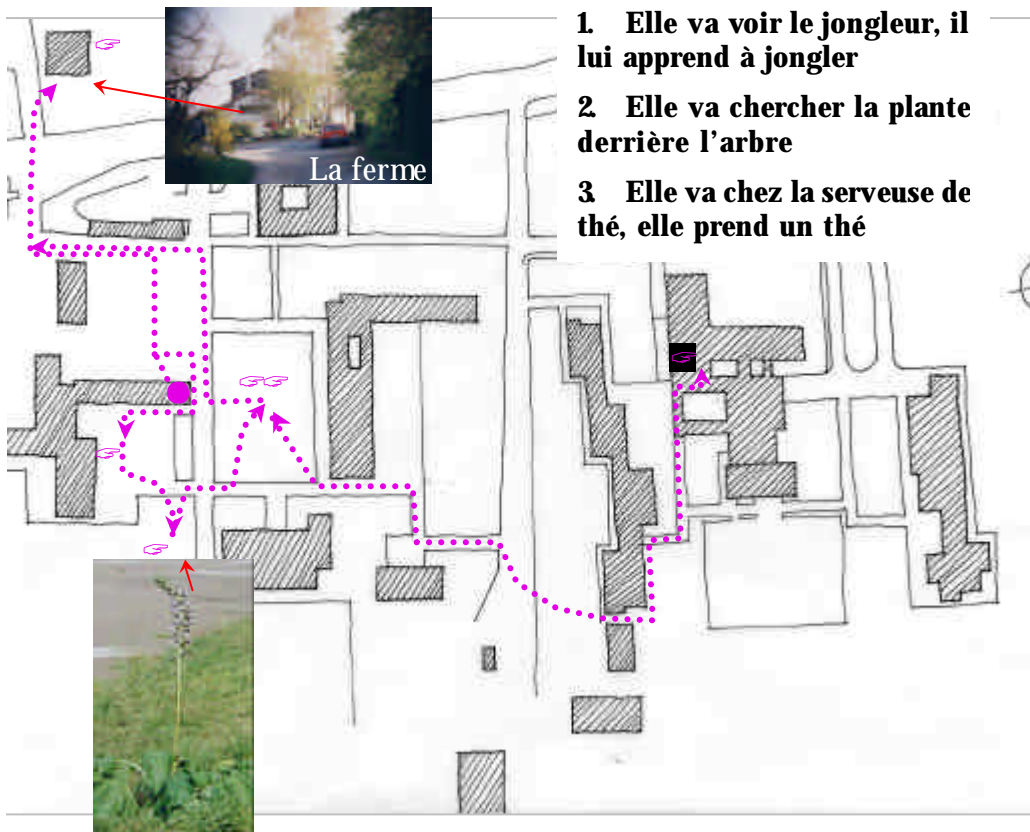 1. Elle va voir le jongleur, il
lui apprend à jongler
2. Elle va chercher la plante
derrière l'arbre
3. Elle va chez la serveuse de
thé, elle prend un thé
La ferme